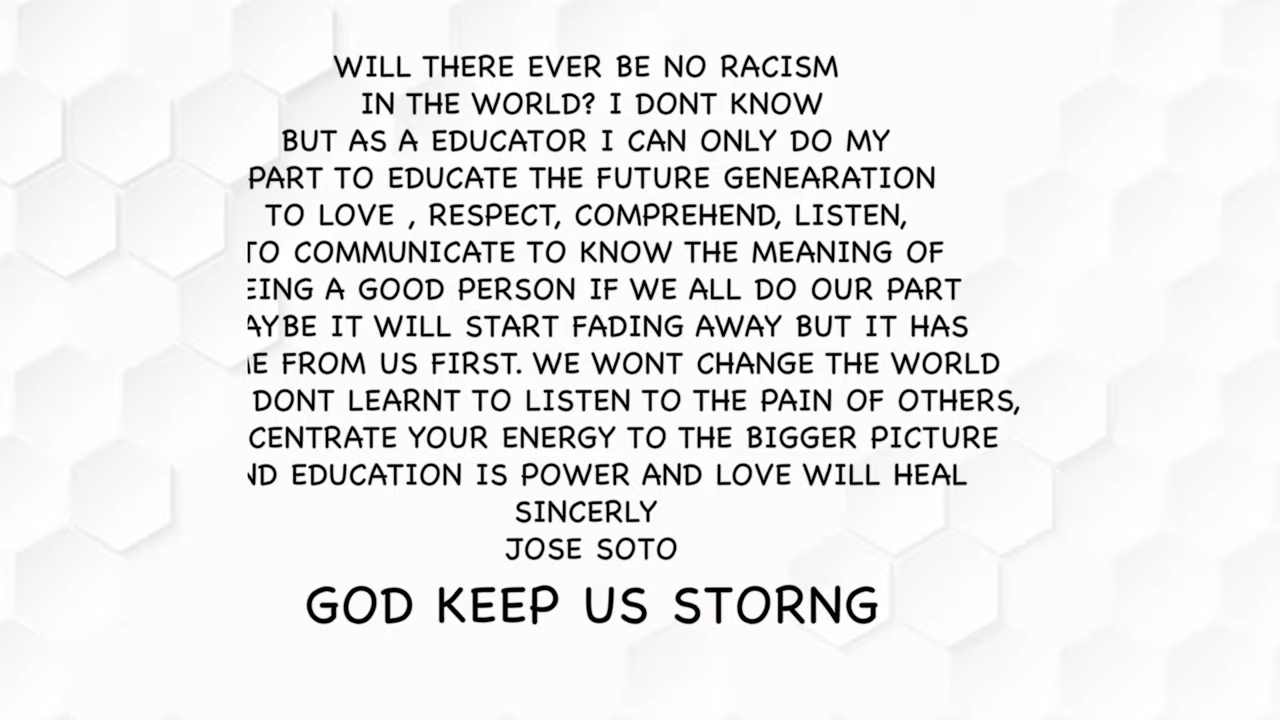 WILL THERE EVER BE NO RACISM
IN THE WORLD? I DONT KNOW
BUT AS A EDUCATOR I CAN ONLY DO MY
PART TO EDUCATE THE FUTURE GENEARATION
TO LOVE , RESPECT, COMPREHEND, LISTEN,
TO COMMUNICATE TO KNOW THE MEANING OF
EING A GOOD PERSON IF WE ALL DO OUR PART
AYBE IT WILL START FADING AWAY BUT IT HAS
E FROM US FIRST. WE WONT CHANGE THE WORLD
DONT LEARNT TO LISTEN TO THE PAIN OF OTHERS,
CENTRATE YOUR ENERGY TO THE BIGGER PICTURE
ND EDUCATION IS POWER AND LOVE WILL HEAL
SINCERLY
JOSE SOTO
GOD KEEP US STORNG